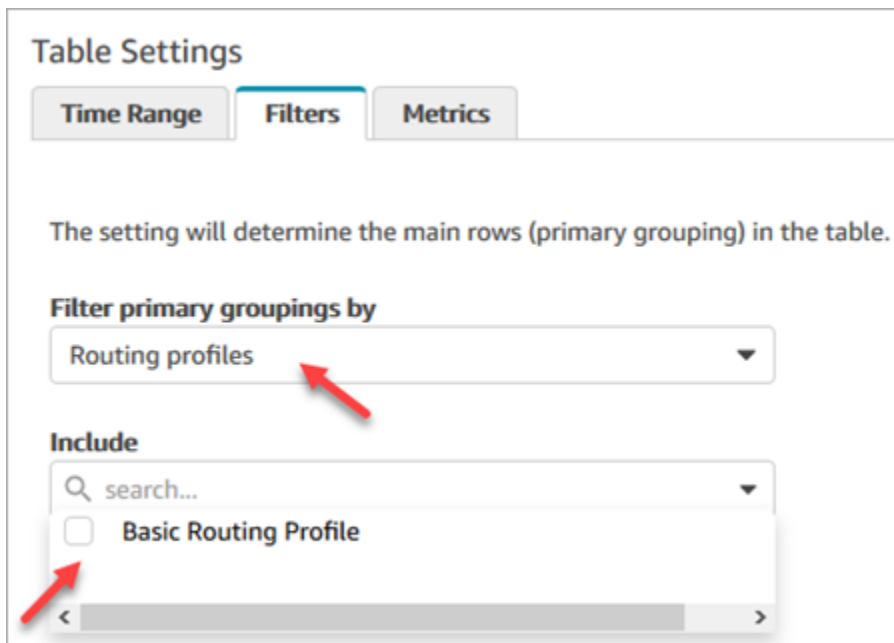 Table Settings
Time Range Filters Metrics
The setting will determine the main rows (primary grouping) in the table.
Filter primary groupings by
Routing profiles
Include
search...
Basic Routing Profile